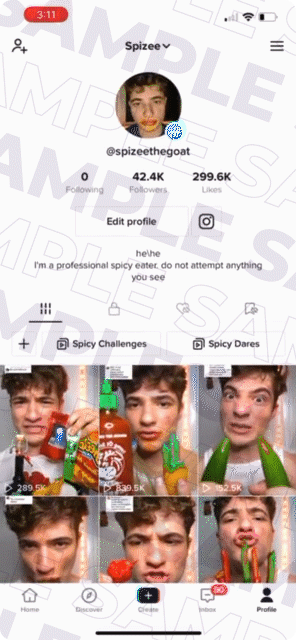 3:11
Spizee
@spizeethegoat
0 42.4K 299.6K
Following Followers Likes
Edit profile
he\he
I'm a professional spicy eater. do not attempt anything
you see
Spicy Challenges Spicy Dares
289.5K 839.5K 152.5K
Home Discover Create Inbox Profile
SAMPLE